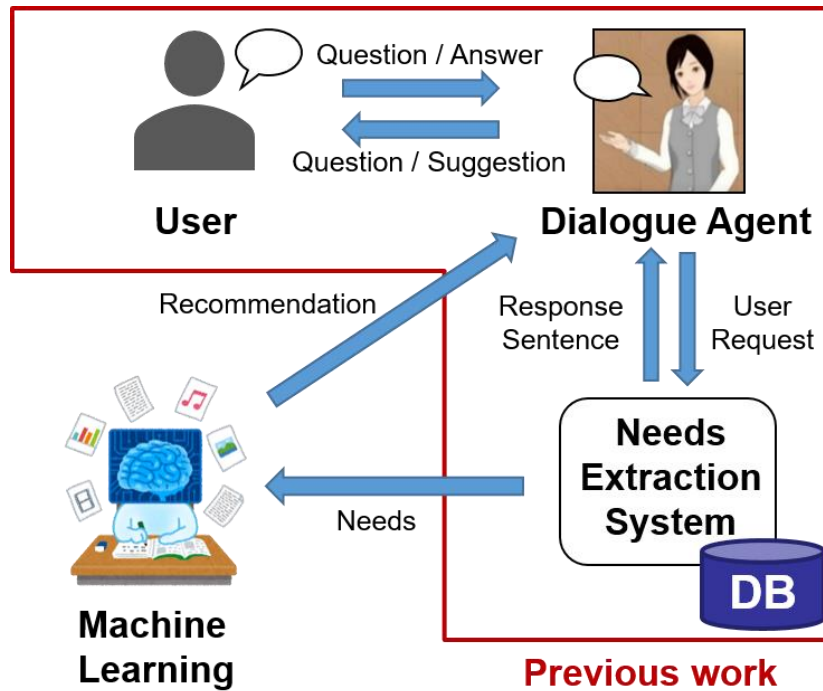 Question / Answer
Question / Suggestion
User
Dialogue Agent
Recommendation
Response
Sentence
User
Request
Needs
Extraction
System
DB
Needs
Machine
Learning
Previous work